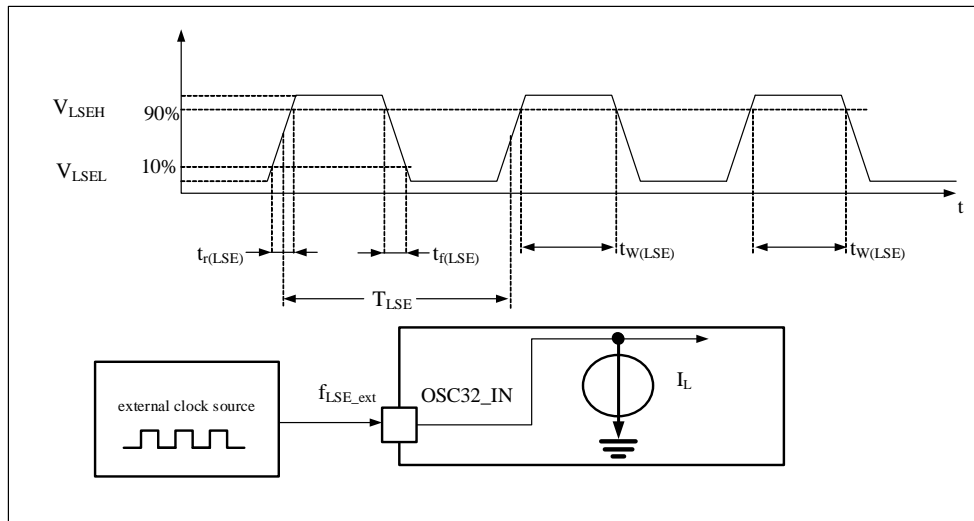 V_LSEH
90%
10%
V_LSEL
t
t_r(LSE)
t_f(LSE)
t_W(LSE)
t_W(LSE)
T_LSE
external clock source
f_LSE_ext
OSC32_IN
I_L